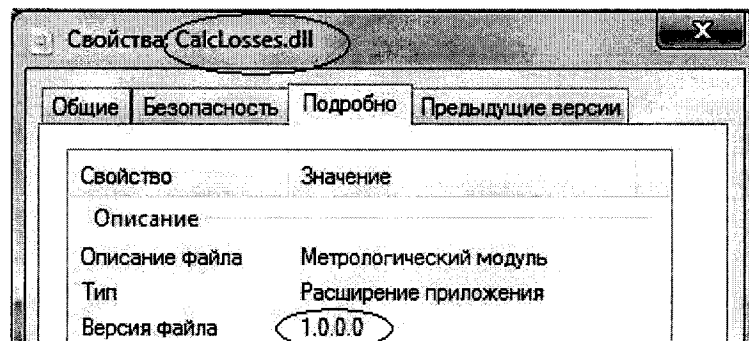 Свойства: CalcLosses.dll
Общие Безопасность Подробно Предыдущие версии
Свойство Значение
Описание
Описание файла Метрологический модуль
Тип Расширение приложения
Версия файла 1.0.0.0